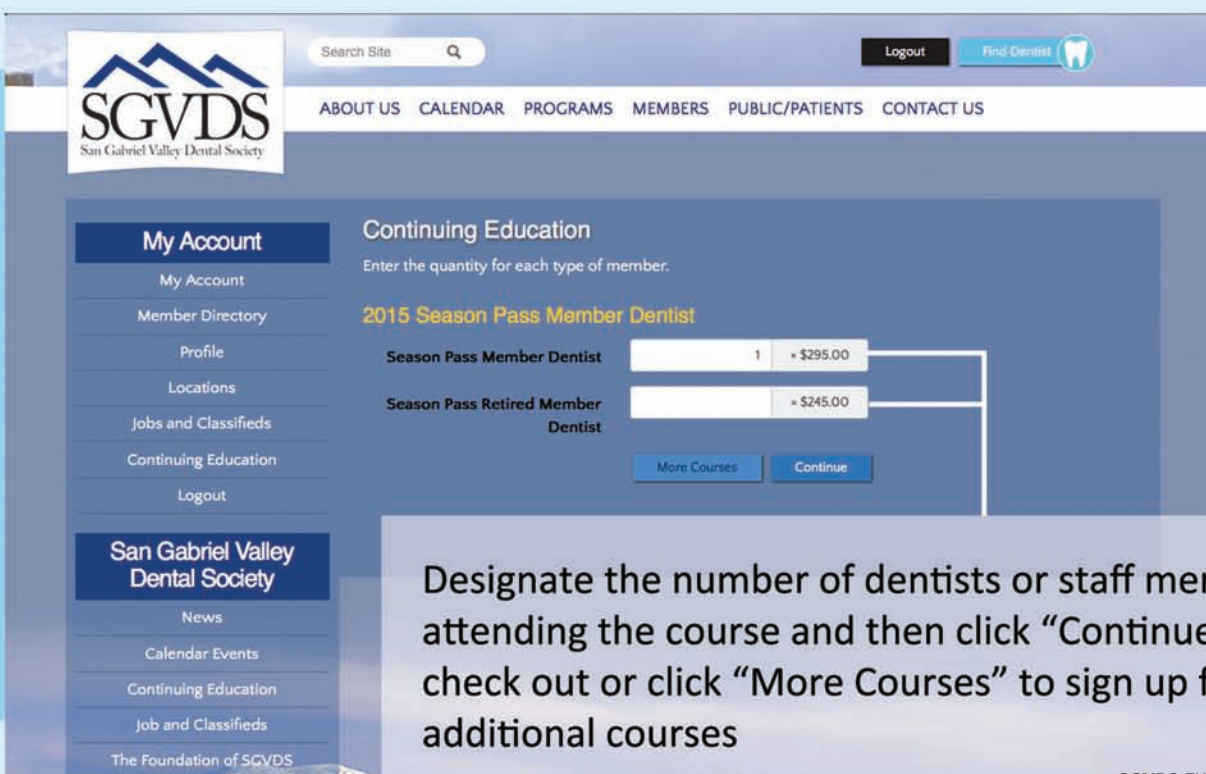 Search Site
Logout
Find Dentist
SGVDS
San Gabriel Valley Dental Society
ABOUT US CALENDAR PROGRAMS MEMBERS PUBLIC/PATIENTS CONTACT US
My Account
My Account
Member Directory
Profile
Locations
Jobs and Classifieds
Continuing Education
Logout
San Gabriel Valley
Dental Society
News
Calendar Events
Continuing Education
Job and Classifieds
The Foundation of SGVDS
Continuing Education
Enter the quantity for each type of member.
2015 Season Pass Member Dentist
Season Pass Member Dentist 1 × $295.00
Season Pass Retired Member × $245.00
Dentist
More Courses Continue
Designate the number of dentists or staff
attending the course and then click “Continue
check out or click “More Courses” to sign up
additional courses